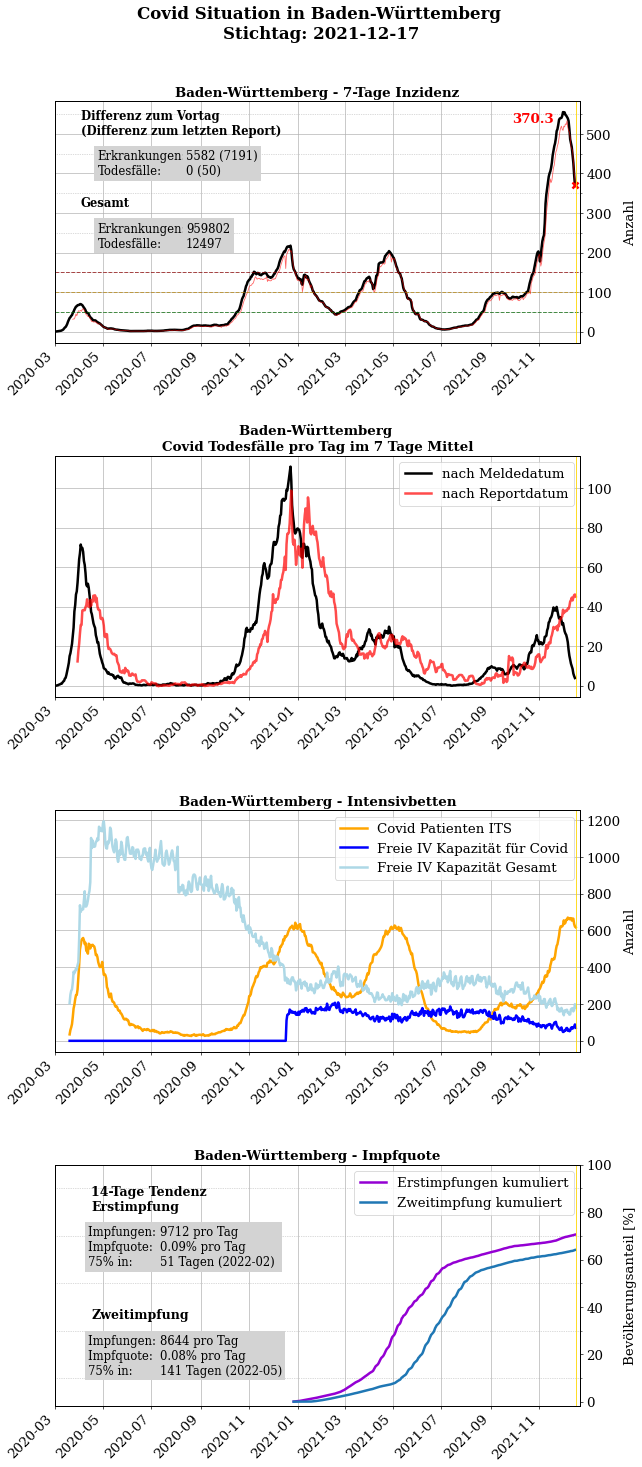 Covid Situation in Baden-Württemberg
Stichtag: 2021-12-17
Baden-Württemberg - 7-Tage Inzidenz
Differenz zum Vortag
(Differenz zum letzten Report)
Erkrankungen 5582 (7191)
Todesfälle: 0 (50)
Gesamt
Erkrankungen 959802
Todesfälle: 12497
370.3
500
400
300
200
100
0
Anzahl
2020-03
2020-05
2020-07
2020-09
2020-11
2021-01
2021-03
2021-05
2021-07
2021-09
2021-11
Baden-Württemberg
Covid Todesfälle pro Tag im 7 Tage Mittel
nach Meldedatum
nach Reportdatum
100
80
60
40
20
0
2020-03
2020-05
2020-07
2020-09
2020-11
2021-01
2021-03
2021-05
2021-07
2021-09
2021-11
Baden-Württemberg - Intensivbetten
Covid Patienten ITS
Freie IV Kapazität für Covid
Freie IV Kapazität Gesamt
1200
1000
800
600
400
200
0
Anzahl
2020-03
2020-05
2020-07
2020-09
2020-11
2021-01
2021-03
2021-05
2021-07
2021-09
2021-11
Baden-Württemberg - Impfquote
14-Tage Tendenz
Erstimpfung
Impfungen: 9712 pro Tag
Impfquote: 0.09% pro Tag
75% in: 51 Tagen (2022-02)
Zweitimpfung
Impfungen: 8644 pro Tag
Impfquote: 0.08% pro Tag
75% in: 141 Tagen (2022-05)
Erstimpfungen kumuliert
Zweitimpfung kumuliert
100
80
60
40
20
0
Bevölkerungsanteil [%]
2020-03
2020-05
2020-07
2020-09
2020-11
2021-01
2021-03
2021-05
2021-07
2021-09
2021-11